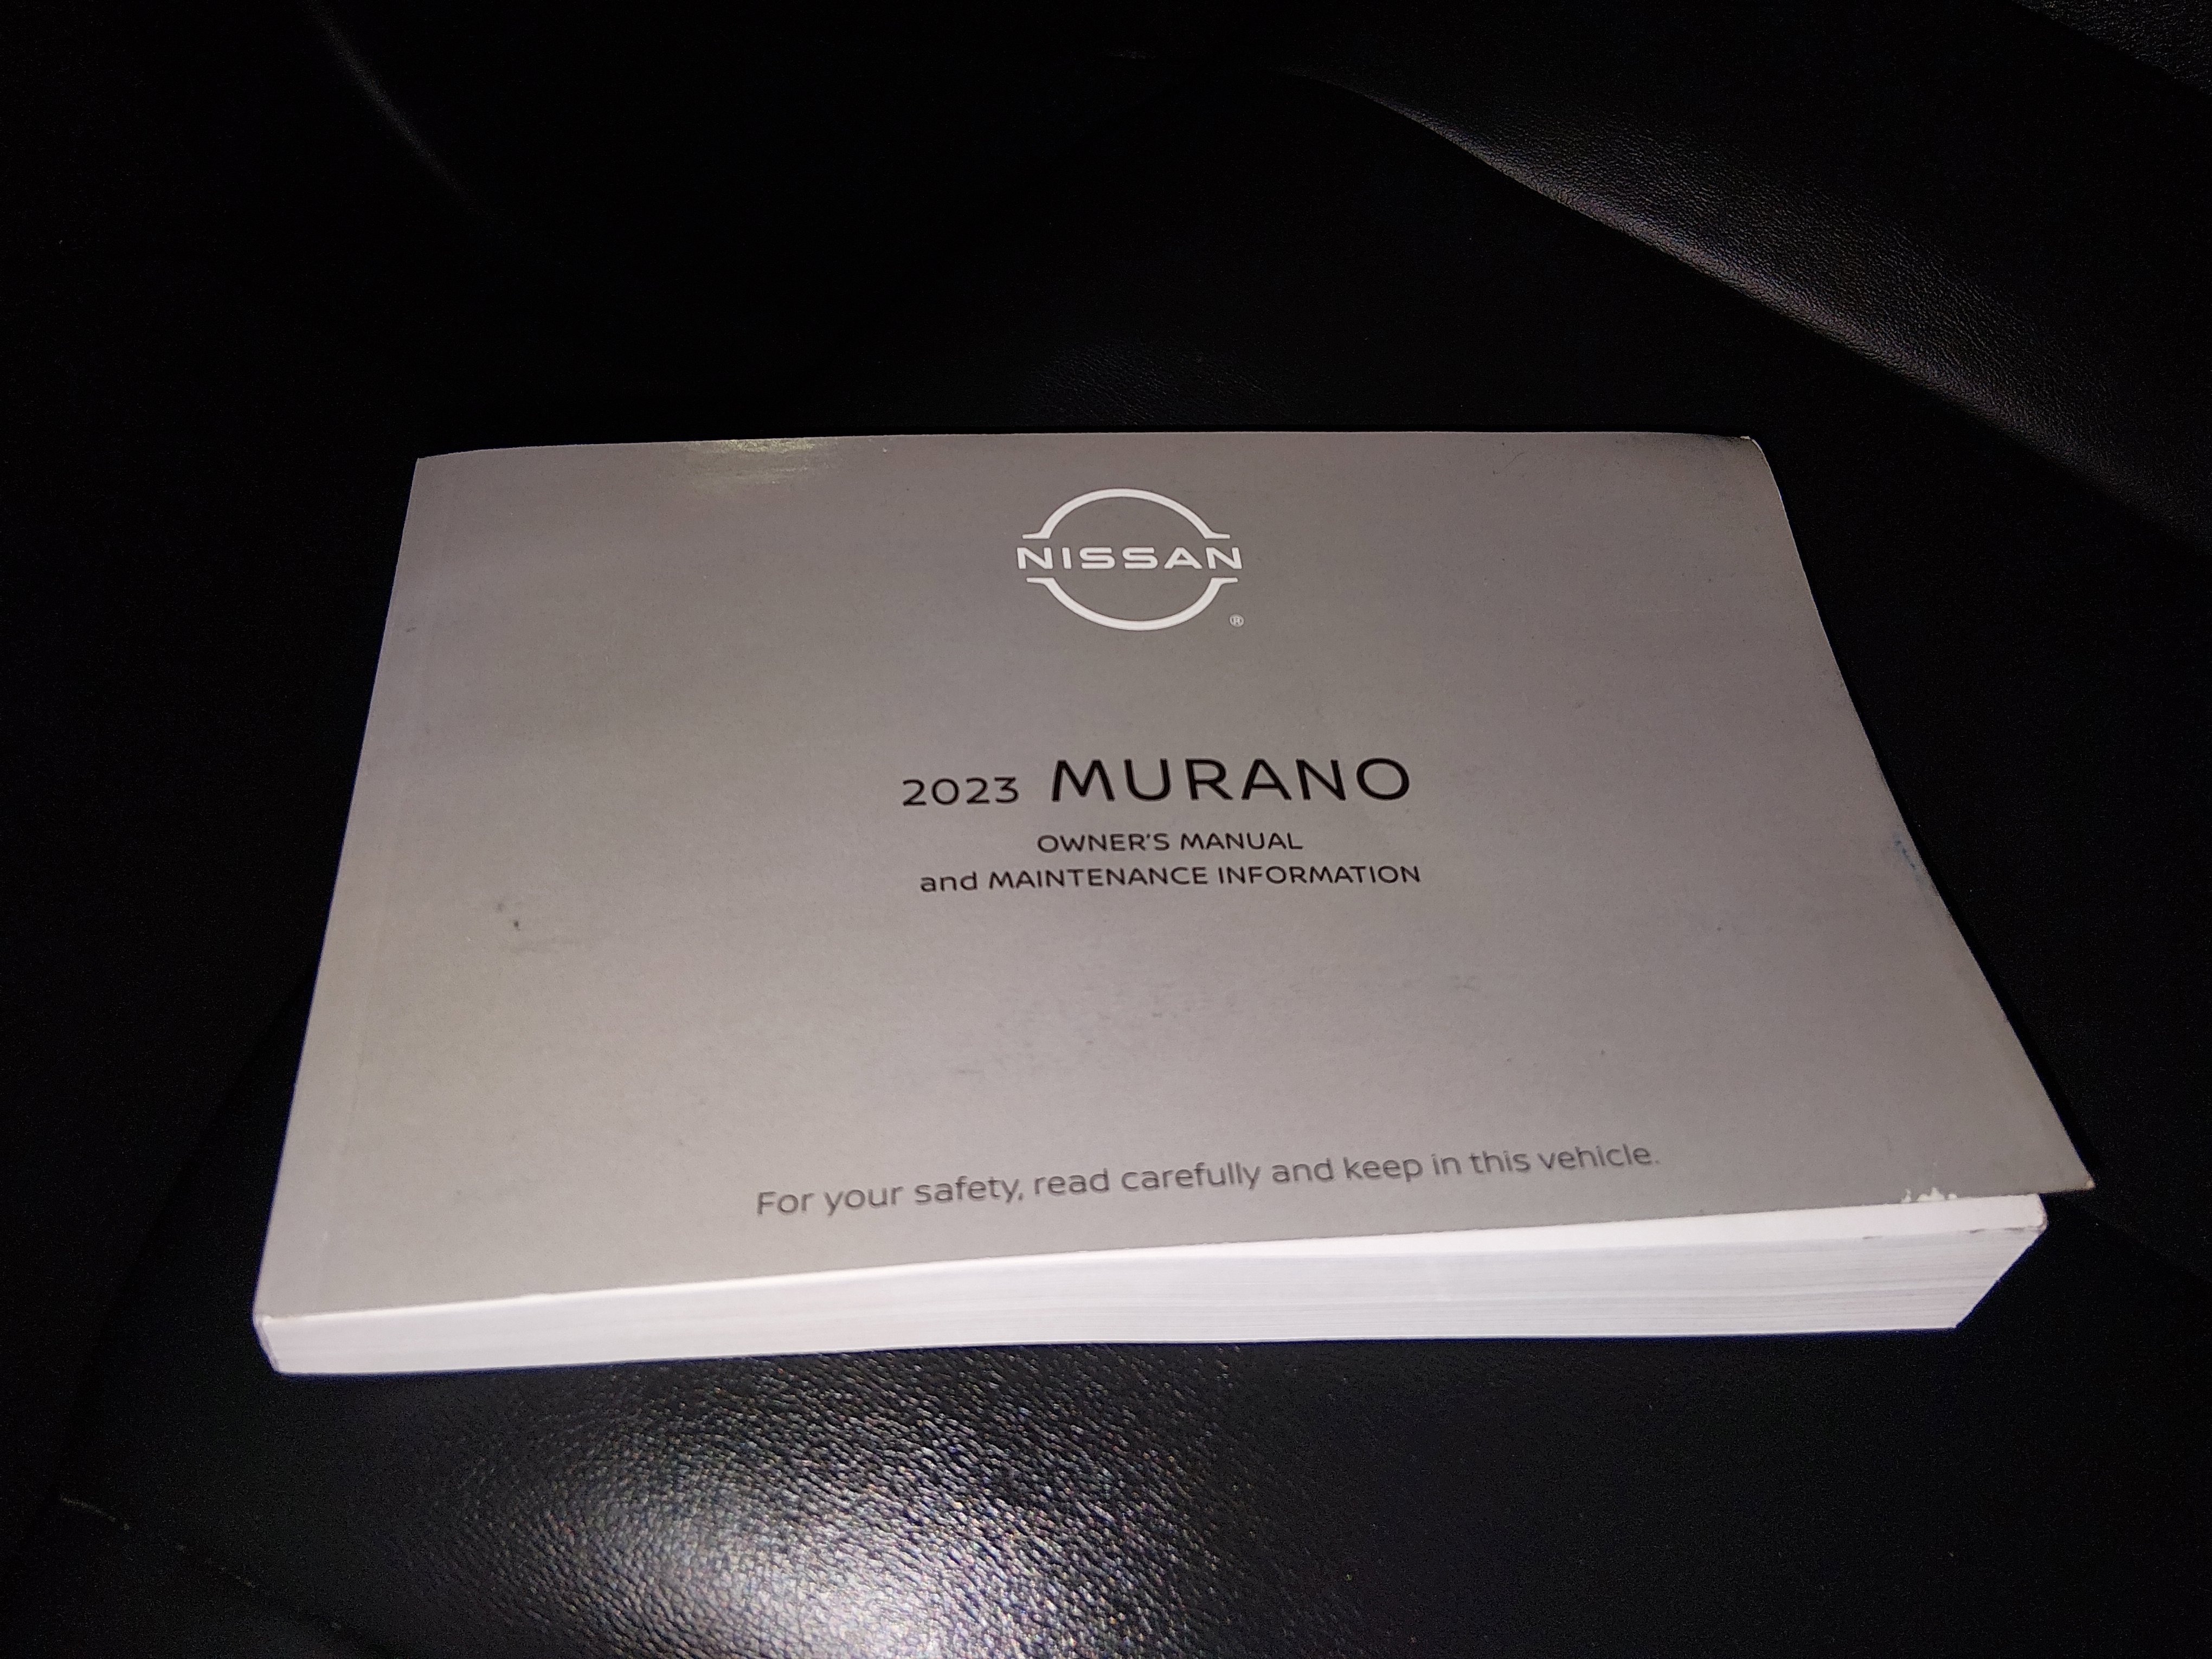 NISSAN
®
2023 MURANO
OWNER'S MANUAL
and MAINTENANCE INFORMATION
For your safety, read carefully and keep in this vehicle.